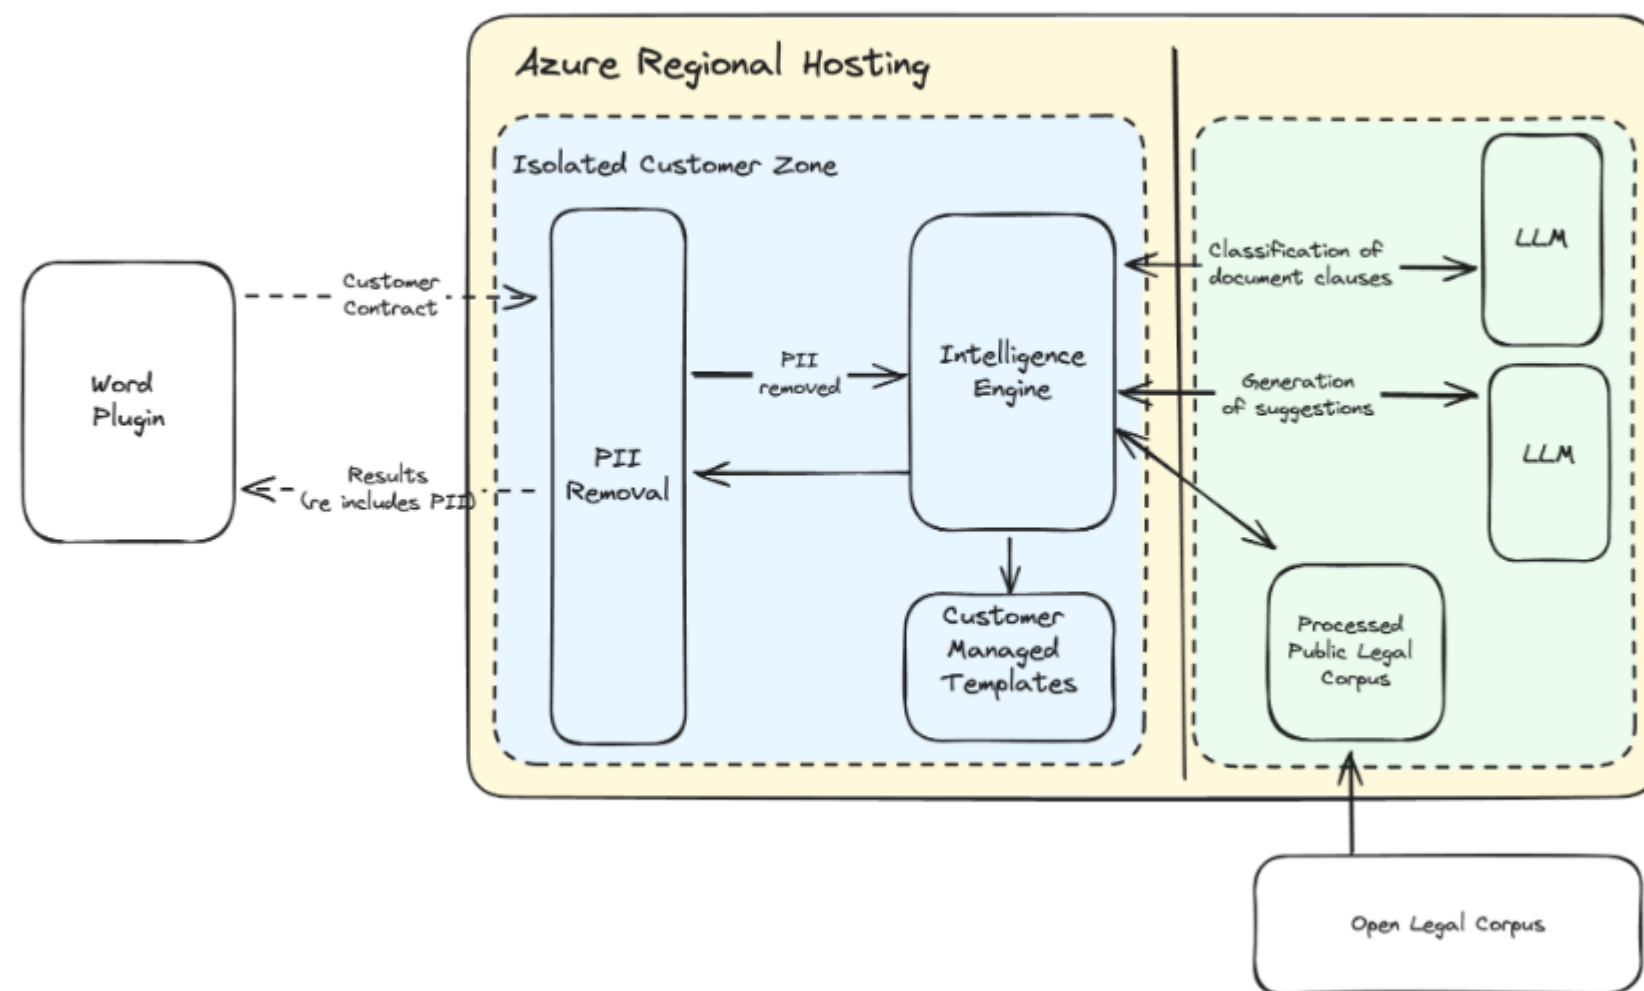 Azure Regional Hosting
Isolated Customer Zone
Word
Plugin
Customer
Contract
Results
(re includes PII)
PII
Removal
PII
removed
Intelligence
Engine
Customer
Managed
Templates
Classification of
document clauses
Generation
of suggestions
LLM
LLM
Processed
Public Legal
Corpus
Open Legal Corpus